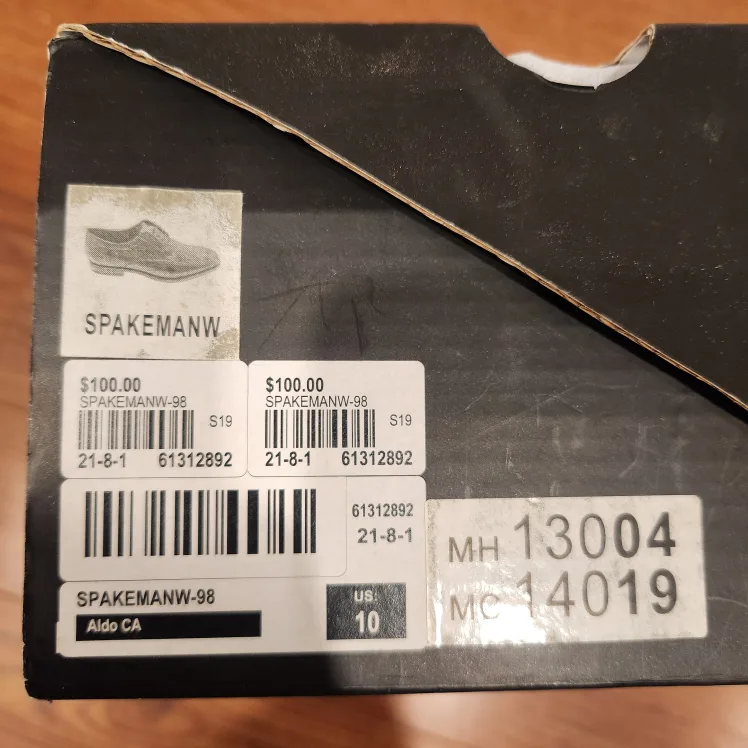 SPAKEMANW
$100.00
SPAKEMANW-98
S19
21-8-1 61312892
$100.00
SPAKEMANW-98
S19
21-8-1 61312892
61312892
21-8-1
SPAKEMANW-98
Aldo CA
US:
10
MH 13004
MC 14019